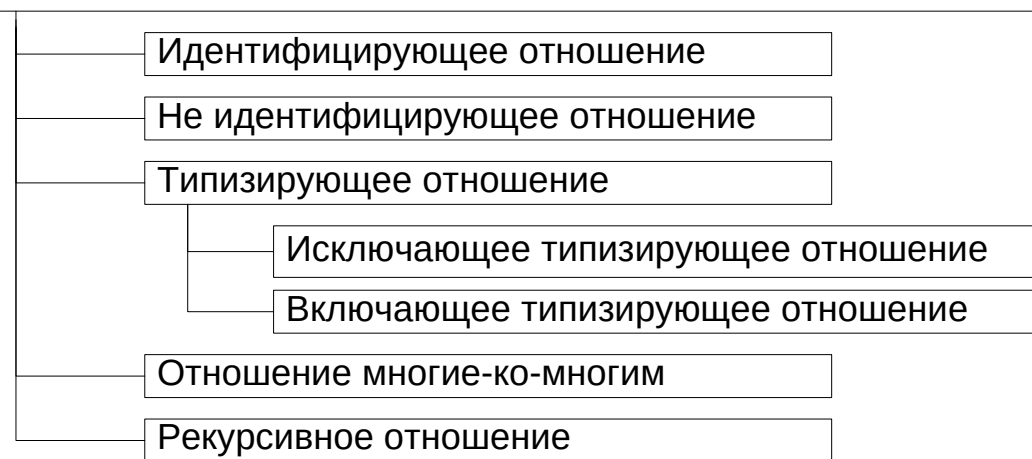 Идентифицирующее отношение
Не идентифицирующее отношение
Типизирующее отношение
Исключающее типизирующее отношение
Включающее типизирующее отношение
Отношение многие-ко-многим
Рекурсивное отношение